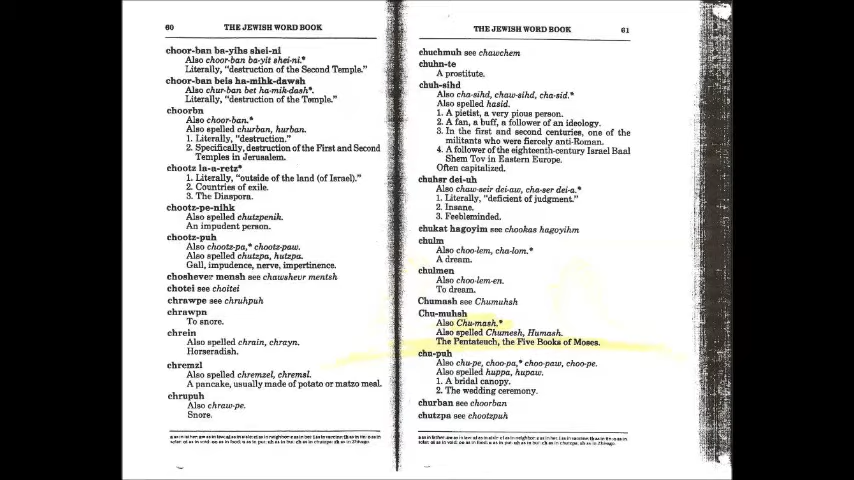 60
THE JEWISH WORD BOOK
choor-ban ba-yihs shei-ni
Also choor-ban ba-yit shei-ni.*
Literally, "destruction of the Second Temple."
choor-ban beis ha-mihk-dawsh
Also chur-ban bet ha-mik-dash*.
Literally, "destruction of the Temple."
choorbn
Also choor-ban.*
Also spelled churban, hurban.
1. Literally, "destruction."
2. Specifically, destruction of the First and Second
Temples in Jerusalem.
chootz la-a-retz*
1. Literally, "outside of the land (of Israel)."
2. Countries of exile.
3. The Diaspora.
chootz-pe-nihk
Also spelled chutzpenik.
An impudent person.
chootz-puh
Also chootz-pa,* chootz-paw.
Also spelled chutzpa, hutzpa.
Gall, impudence, nerve, impertinence.
choshever mensh see chawshevr mentsh
chotei see choitei
chrawpe see chruhpuh
chrawpn
To snore.
chrein
Also spelled chrain, chrayn.
Horseradish.
chremzl
Also spelled chremzel, chremsl.
A pancake, usually made of potato or matzo meal.
chrupuh
Also chraw-pe.
Snore.
THE JEWISH WORD BOOK
61
chuchmuh see chawchem
chuhn-te
A prostitute.
chuh-sihd
Also cha-sihd, chaw-sihd, cha-sid.*
Also spelled hasid.
1. A pietist, a very pious person.
2. A fan, a buff, a follower of an ideology.
3. In the first and second centuries, one of the
militants who were fiercely anti-Roman.
4. A follower of the eighteenth-century Israel Baal
Shem Tov in Eastern Europe.
Often capitalized.
chuhsr dei-uh
Also chaw-seir dei-aw, cha-ser dei-a.*
1. Literally, "deficient of judgment."
2. Insane.
3. Feebleminded.
chukat hagoyim see chookas hagoyihm
chulm
Also choo-lem, cha-lom.*
A dream.
chulmen
Also choo-lem-en.
To dream.
Chumash see Chumuhsh
Chu-muhsh
Also Chu-mash.*
Also spelled Chumesh, Humash.
The Pentateuch, the Five Books of Moses.
chu-puh
Also chu-pe, choo-pa,* choo-paw, choo-pe.
Also spelled huppa, hupaw.
1. A bridal canopy.
2. The wedding ceremony.
churban see choorban
chutzpa see chootzpuh